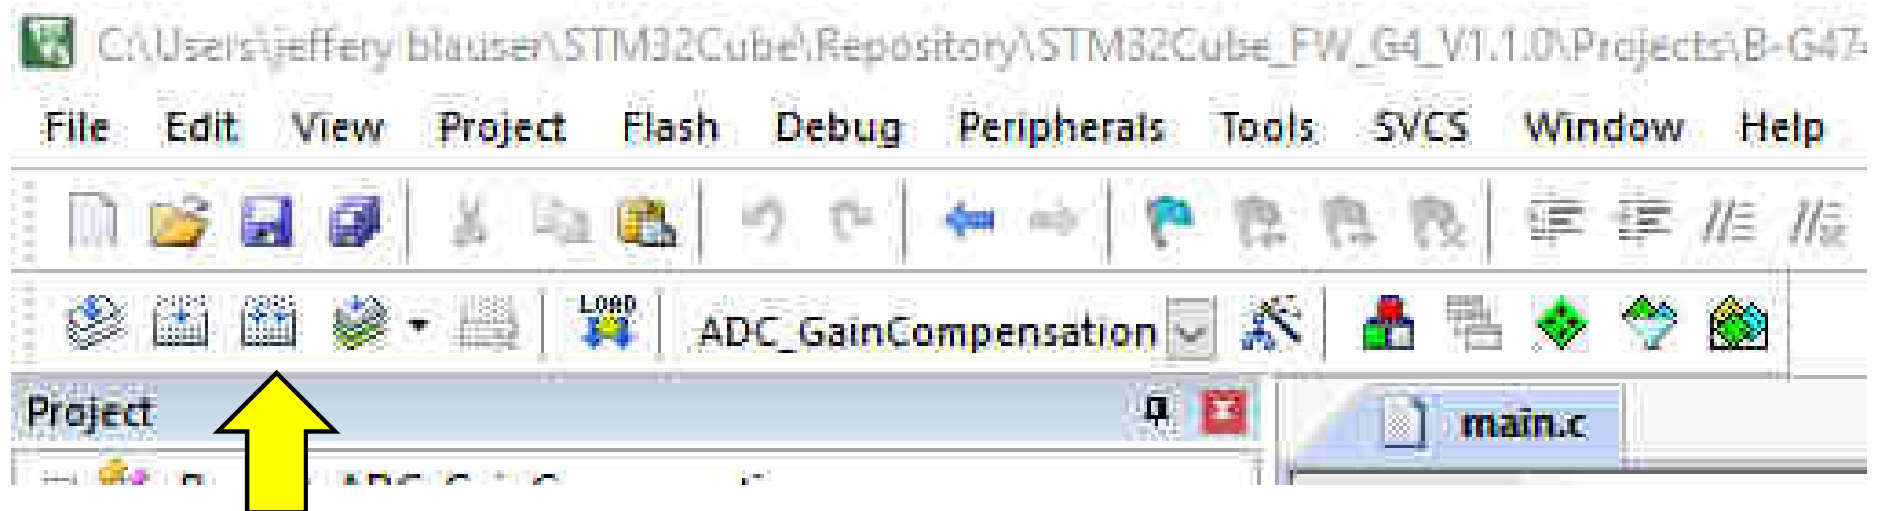 C:\Users\jeffery blauser\STM32Cube\Repository\STM32Cube_FW_G4_V1.1.0\Projects\B-G47
File Edit View Project Flash Debug Peripherals Tools SVCS Window Help
LOAD
ADC_GainCompensation
Project
main.c